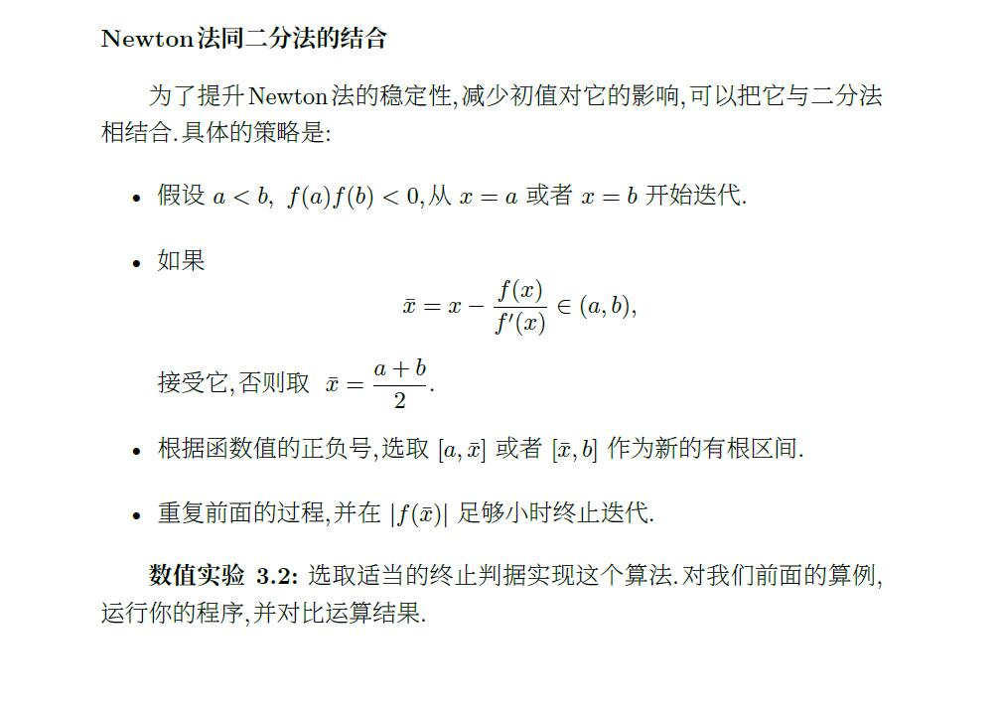 Newton法同二分法的结合
为了提升Newton法的稳定性,减少初值对它的影响,可以把它与二分法
相结合.具体的策略是:
• 假设 a < b, f(a)f(b) < 0,从 x = a 或者 x = b 开始迭代.
• 如果
x̄ = x − f(x)/f′(x) ∈ (a, b),
接受它,否则取 x̄ = (a + b)/2.
• 根据函数值的正负号,选取 [a, x̄] 或者 [x̄, b] 作为新的有根区间.
• 重复前面的过程,并在 |f(x̄)| 足够小时终止迭代.
数值实验 3.2: 选取适当的终止判据实现这个算法.对我们前面的算例,
运行你的程序,并对比运算结果.